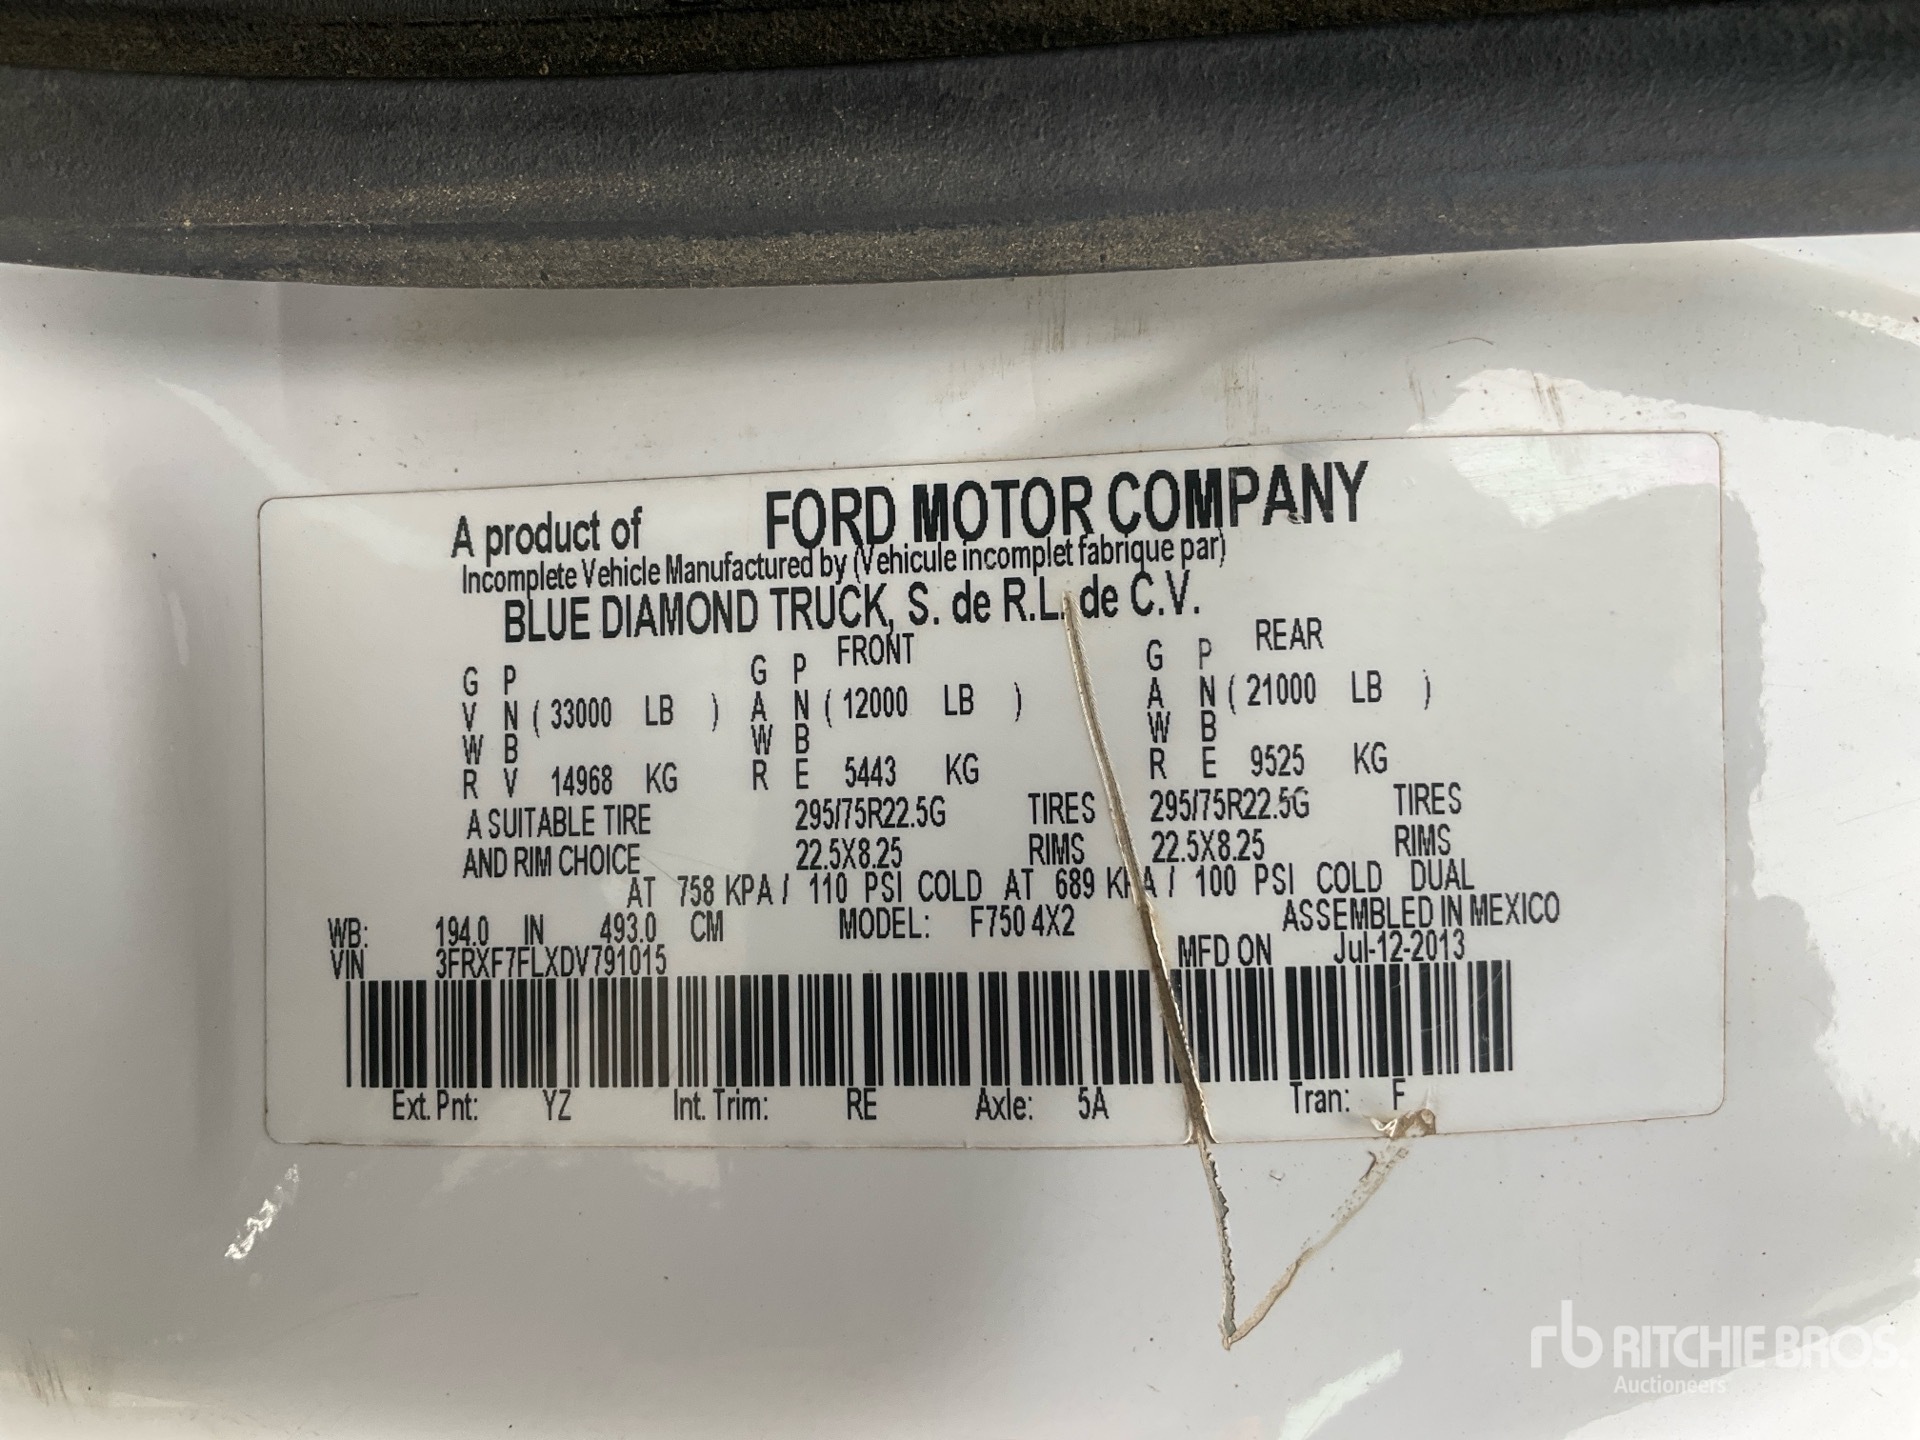 A product of FORD MOTOR COMPANY
Incomplete Vehicle Manufactured by (Vehicule incomplet fabrique par)
BLUE DIAMOND TRUCK, S. de R.L. de C.V.
FRONT REAR
G P G P G P
V N ( 33000 LB ) A N ( 12000 LB ) A N ( 21000 LB )
W B W B W B
R V 14968 KG R E 5443 KG R E 9525 KG
A SUITABLE TIRE 295/75R22.5G TIRES 295/75R22.5G TIRES
AND RIM CHOICE 22.5X8.25 RIMS 22.5X8.25 RIMS
AT 758 KPA / 110 PSI COLD AT 689 KPA / 100 PSI COLD DUAL
WB: 194.0 IN 493.0 CM MODEL: F750 4X2 ASSEMBLED IN MEXICO
VIN 3FRXF7FLXDV791015 MFD ON Jul-12-2013
Ext. Pnt: YZ Int. Trim: RE Axle: 5A Tran: F
rb RITCHIE BROS.
Auctioneers